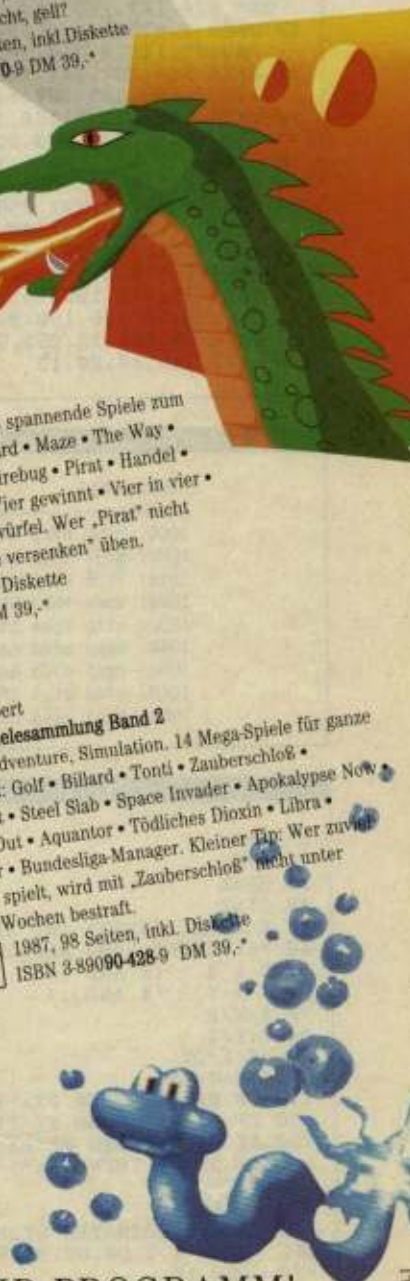 cht, gell?
en, inkl.Diskette
0-9 DM 39,-*
spannende Spiele zum
rd • Maze • The Way •
irebug • Pirat • Handel •
Vier gewinnt • Vier in vier •
würfel. Wer „Pirat" nicht
versenken" üben.
Diskette
M 39,-*
ert
elesammlung Band 2
dventure, Simulation. 14 Mega-Spiele für ganze
: Golf • Billard • Tonti • Zauberschloß •
• Steel Slab • Space Invader • Apokalypse Now •
Out • Aquantor • Tödliches Dioxin • Libra •
r • Bundesliga-Manager. Kleiner Tip: Wer zuviel
spielt, wird mit „Zauberschloß" nicht unter
Wochen bestraft.
1987, 98 Seiten, inkl. Diskette
ISBN 3-89090-428-9 DM 39,-*
PROGRAMM!